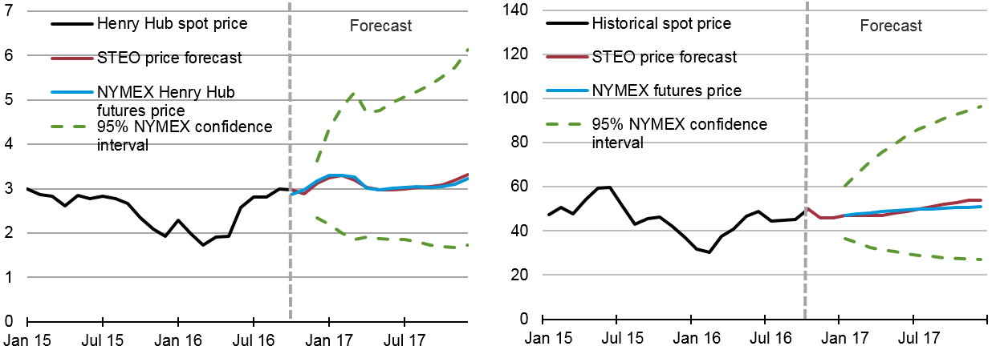 7
6
5
4
3
2
1
0
Henry Hub spot price
STEO price forecast
NYMEX Henry Hub
futures price
95% NYMEX confidence
interval
Forecast
Jan 15
Jul 15
Jan 16
Jul 16
Jan 17
Jul 17
140
120
100
80
60
40
20
0
Historical spot price
STEO price forecast
NYMEX futures price
95% NYMEX confidence
interval
Forecast
Jan 15
Jul 15
Jan 16
Jul 16
Jan 17
Jul 17